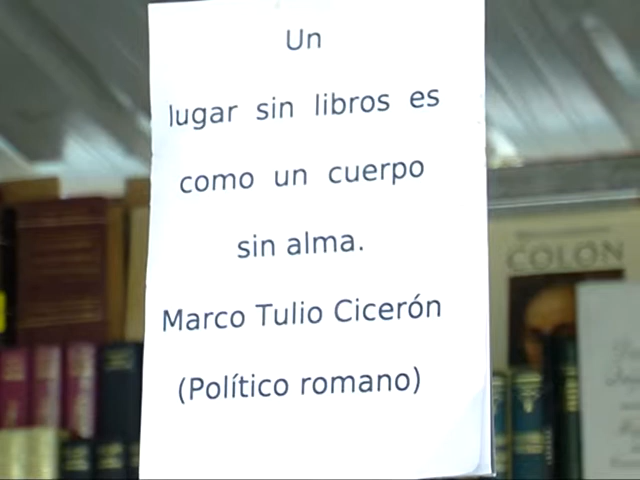 Un
lugar sin libros es
como un cuerpo
sin alma.
Marco Tulio Cicerón
(Político romano)
COLON